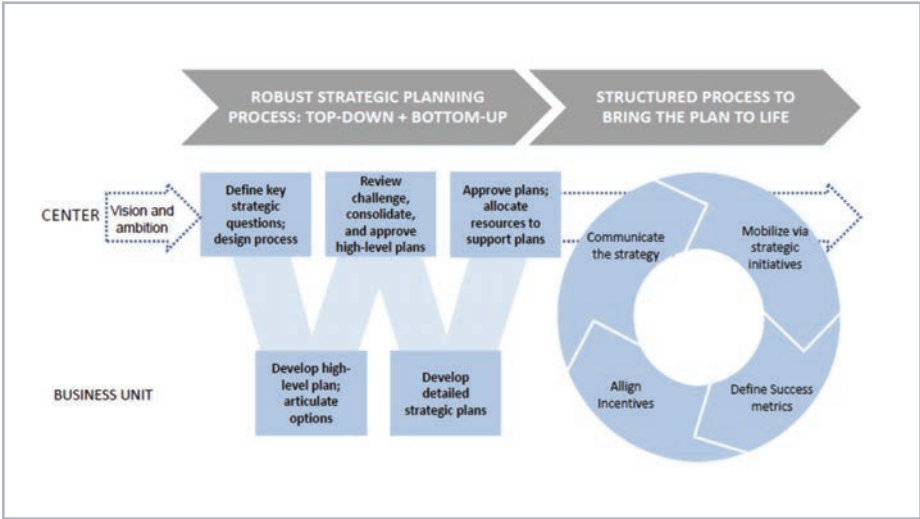 ROBUST STRATEGIC PLANNING
PROCESS: TOP-DOWN + BOTTOM-UP
STRUCTURED PROCESS TO
BRING THE PLAN TO LIFE
CENTER
Vision and
ambition
Define key
strategic
questions;
design process
Review
challenge,
consolidate,
and approve
high-level plans
Approve plans;
allocate
resources to
support plans
Communicate
the strategy
Mobilize via
strategic
initiatives
BUSINESS UNIT
Develop high-
level plan;
articulate
options
Develop
detailed
strategic plans
Allign
Incentives
Define Success
metrics